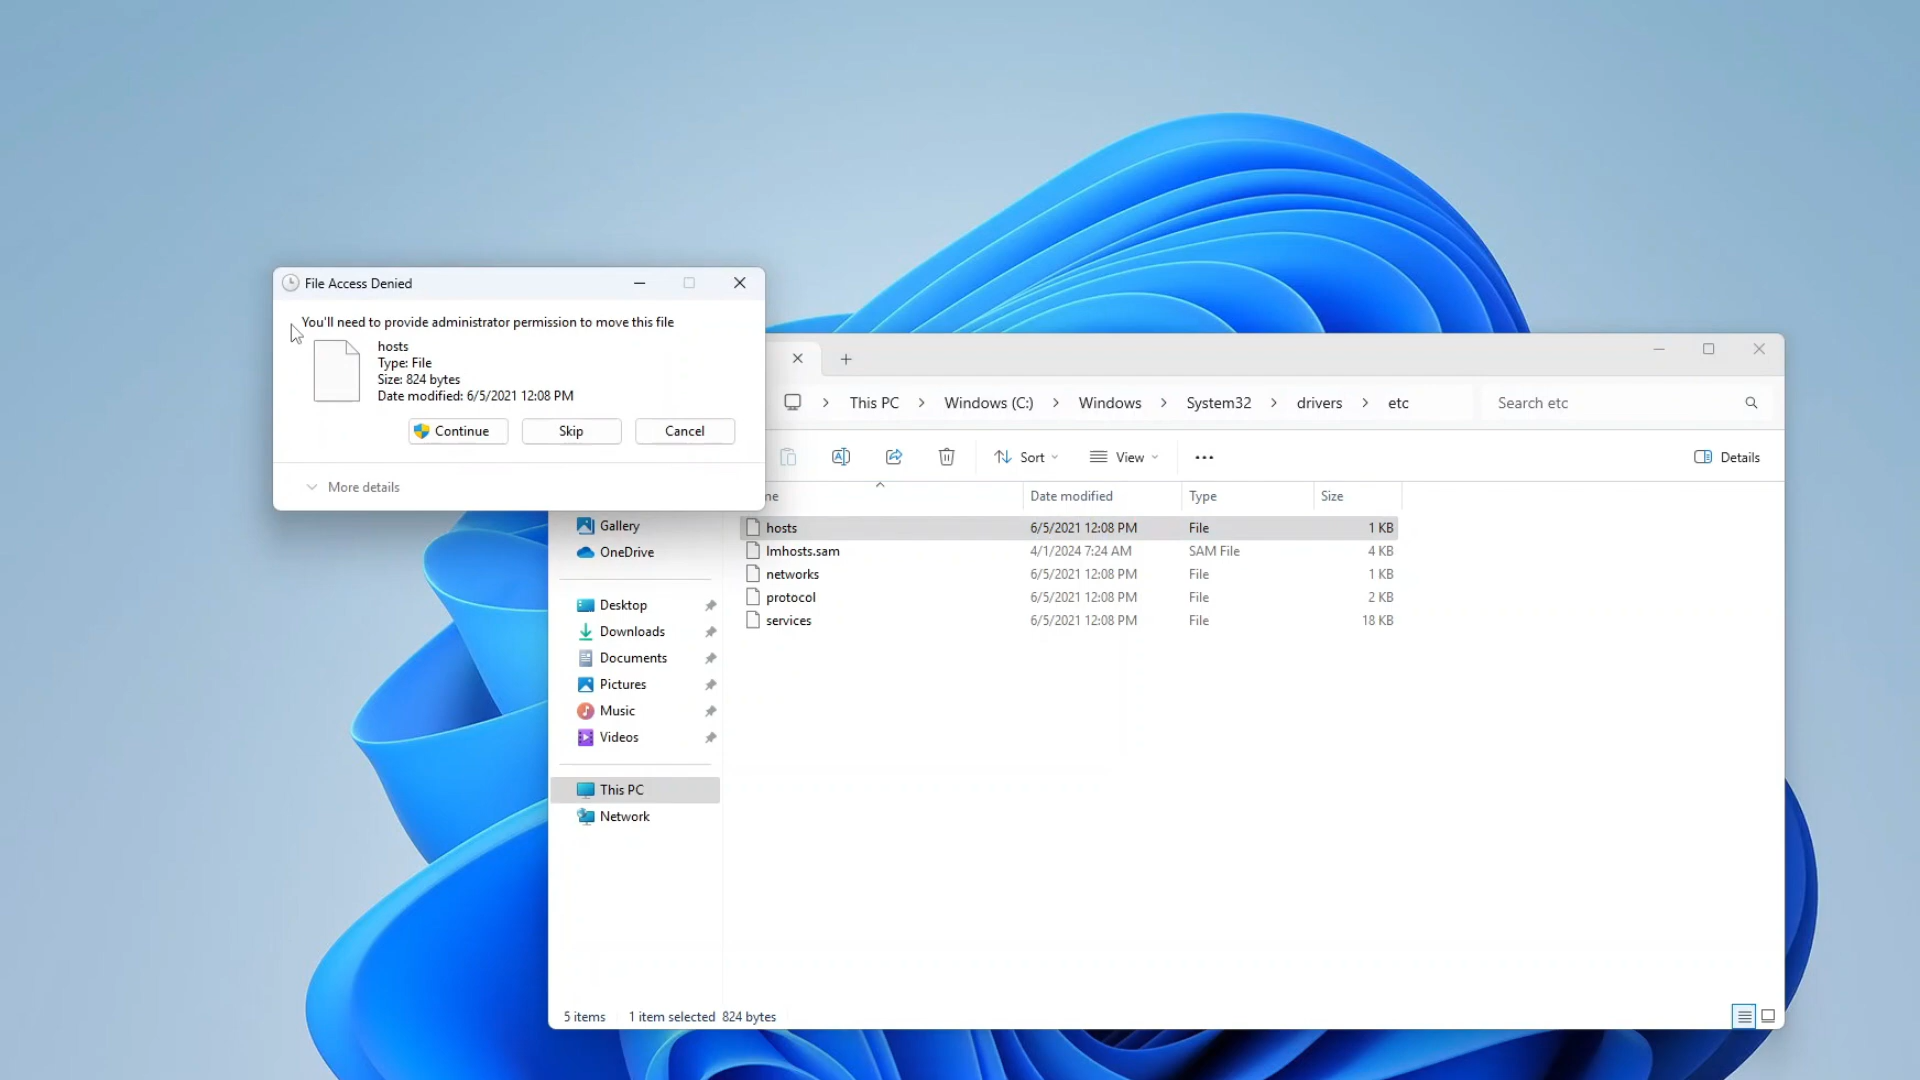 File Access Denied
You'll need to provide administrator permission to move this file
hosts
Type: File
Size: 824 bytes
Date modified: 6/5/2021 12:08 PM
Continue Skip Cancel
More details
This PC Windows (C:) Windows System32 drivers etc Search etc
Sort View Details
me Date modified Type Size
Gallery
OneDrive
Desktop
Downloads
Documents
Pictures
Music
Videos
This PC
Network
hosts 6/5/2021 12:08 PM File 1 KB
lmhosts.sam 4/1/2024 7:24 AM SAM File 4 KB
networks 6/5/2021 12:08 PM File 1 KB
protocol 6/5/2021 12:08 PM File 2 KB
services 6/5/2021 12:08 PM File 18 KB
5 items 1 item selected 824 bytes